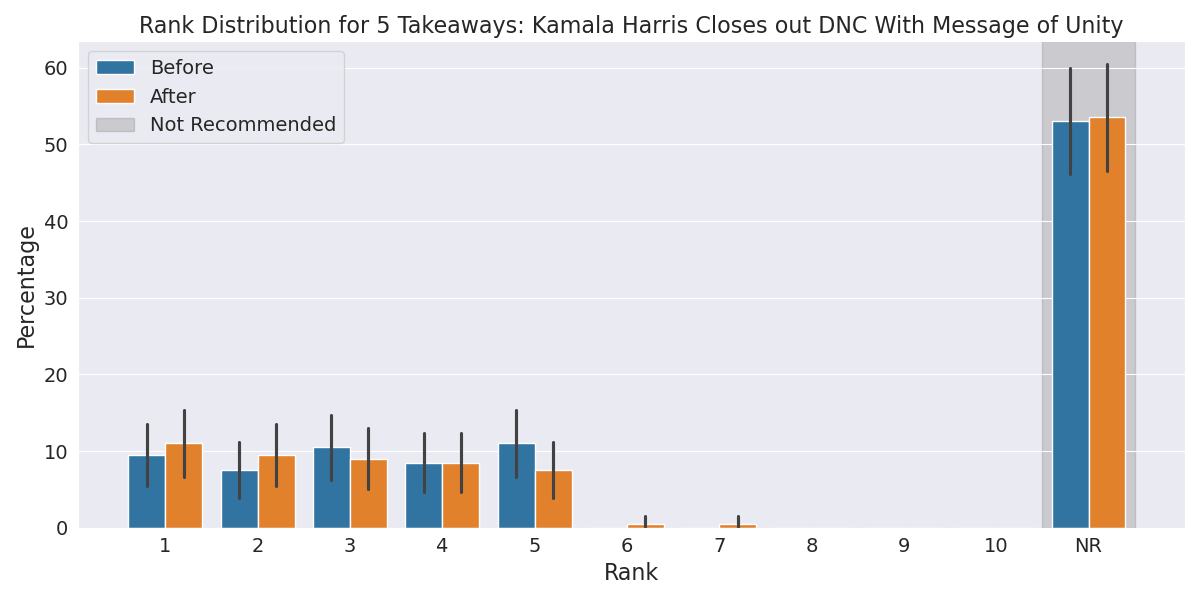 Rank Distribution for 5 Takeaways: Kamala Harris Closes out DNC With Message of Unity
Before
After
Not Recommended
Percentage
60
50
40
30
20
10
0
1 2 3 4 5 6 7 8 9 10 NR
Rank